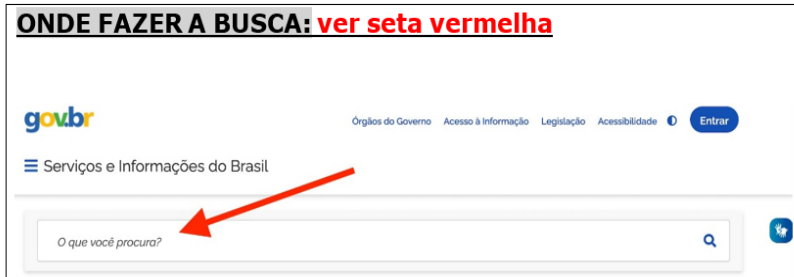 ONDE FAZER A BUSCA: ver seta vermelha
gov.br
Órgãos do Governo Acesso à Informação Legislação Acessibilidade Entrar
Serviços e Informações do Brasil
O que você procura?